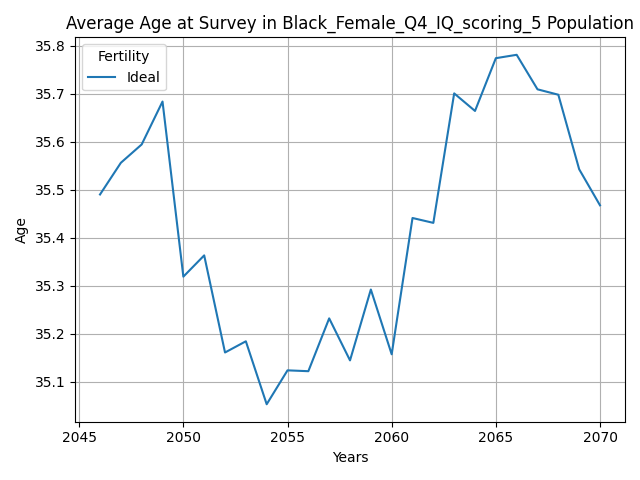 Average Age at Survey in Black_Female_Q4_IQ_scoring_5 Population
Fertility
Ideal
Age
35.8
35.7
35.6
35.5
35.4
35.3
35.2
35.1
2045 2050 2055 2060 2065 2070
Years